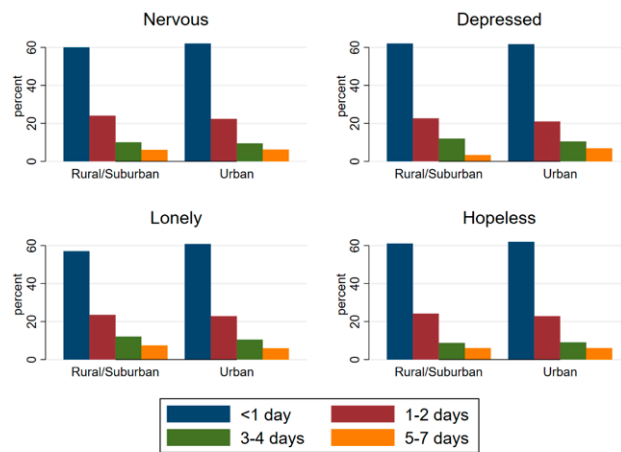 Nervous
Depressed
percent
0 20 40 60
Rural/Suburban Urban
percent
0 20 40 60
Rural/Suburban Urban
Lonely
Hopeless
percent
0 20 40 60
Rural/Suburban Urban
percent
0 20 40 60
Rural/Suburban Urban
<1 day 1-2 days
3-4 days 5-7 days